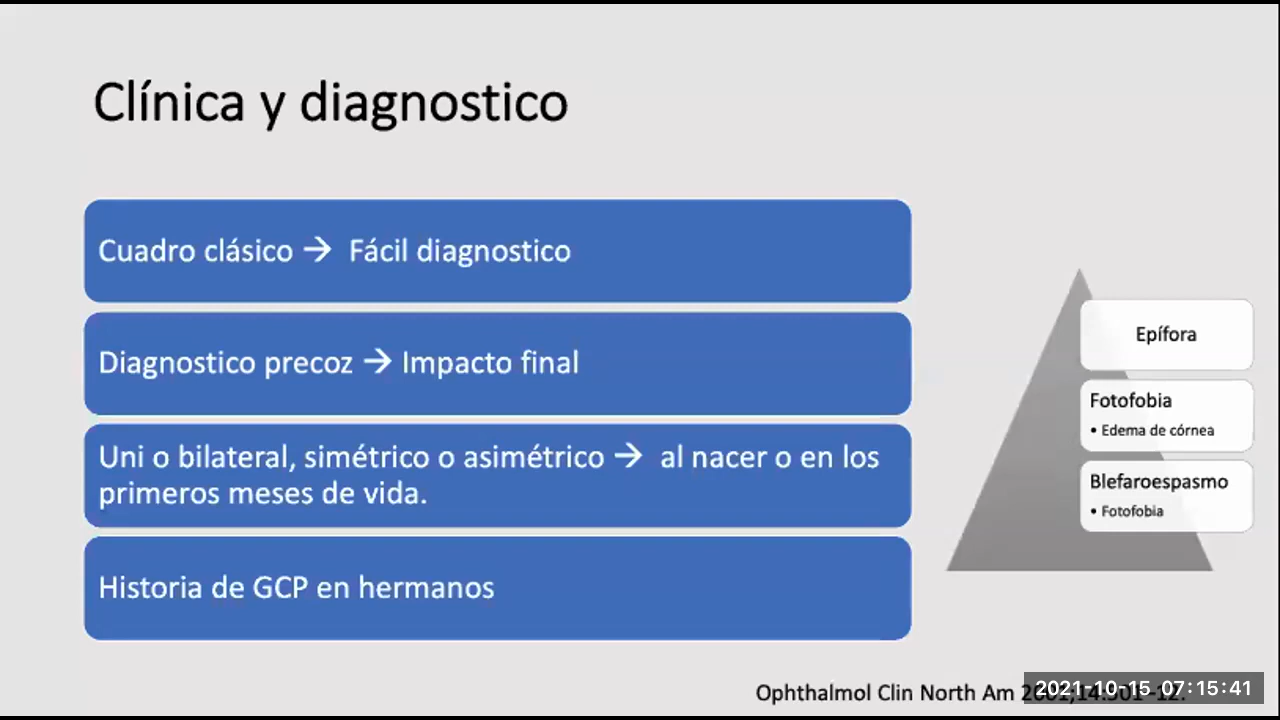 Clínica y diagnostico
Cuadro clásico → Fácil diagnostico
Diagnostico precoz → Impacto final
Uni o bilateral, simétrico o asimétrico → al nacer o en los
primeros meses de vida.
Historia de GCP en hermanos
Epífora
Fotofobia
• Edema de córnea
Blefaroespasmo
• Fotofobia
Ophthalmol Clin North Am
2021-10-15 07:15:41